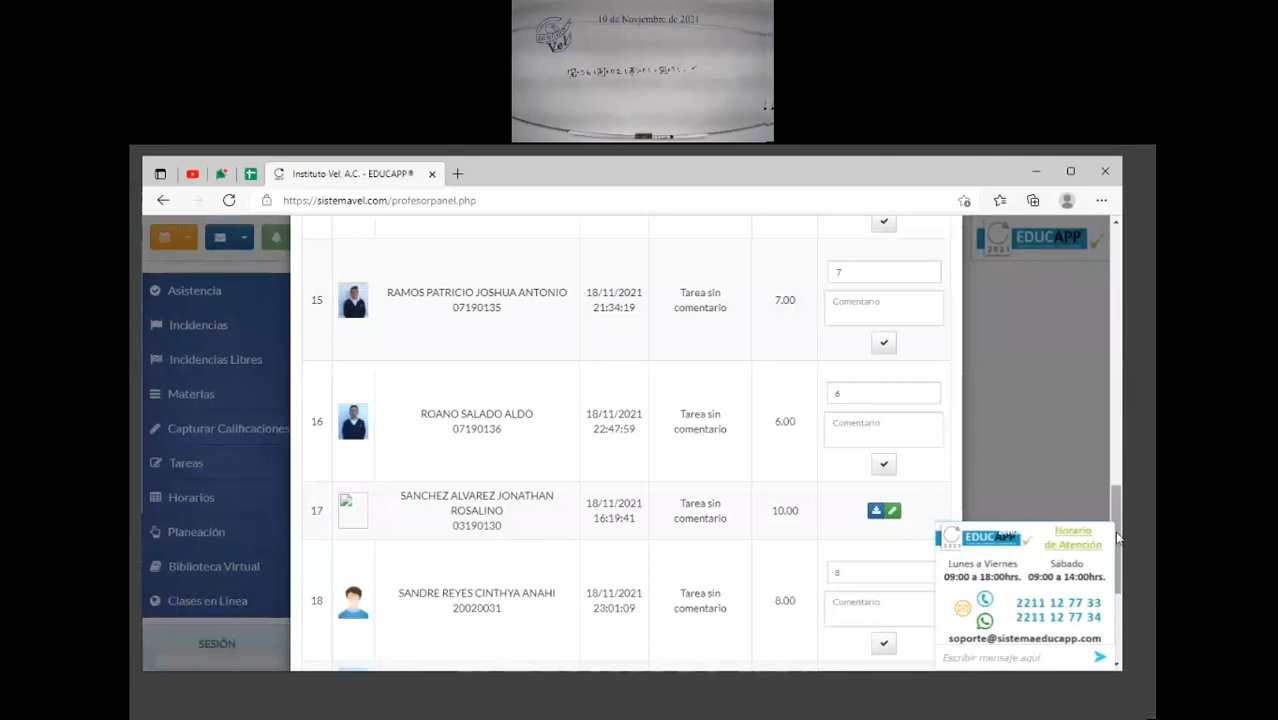 19 de Noviembre de 2021
Vel
Instituto Vel, A.C. - EDUCAPP®
https://sistemavel.com/profesorpanel.php
2021 EDUCAPP
Asistencia
Incidencias
Incidencias Libres
Materias
Capturar Calificaciones
Tareas
Horarios
Planeación
Biblioteca Virtual
Clases en Línea
SESIÓN
15 RAMOS PATRICIO JOSHUA ANTONIO 18/11/2021 Tarea sin 7.00 7
07190135 21:34:19 comentario Comentario
16 ROANO SALADO ALDO 18/11/2021 Tarea sin 6.00 6
07190136 22:47:59 comentario Comentario
17 SANCHEZ ALVAREZ JONATHAN 18/11/2021 Tarea sin 10.00
ROSALINO 16:19:41 comentario
03190130
18 SANDRE REYES CINTHYA ANAHI 18/11/2021 Tarea sin 8.00 8
20020031 23:01:09 comentario Comentario
2021 EDUCAPP Horario
de Atención
Lunes a Viernes Sábado
09:00 a 18:00hrs. 09:00 a 14:00hrs.
2211 12 77 33
2211 12 77 34
soporte@sistemaeducapp.com
Escribir mensaje aquí